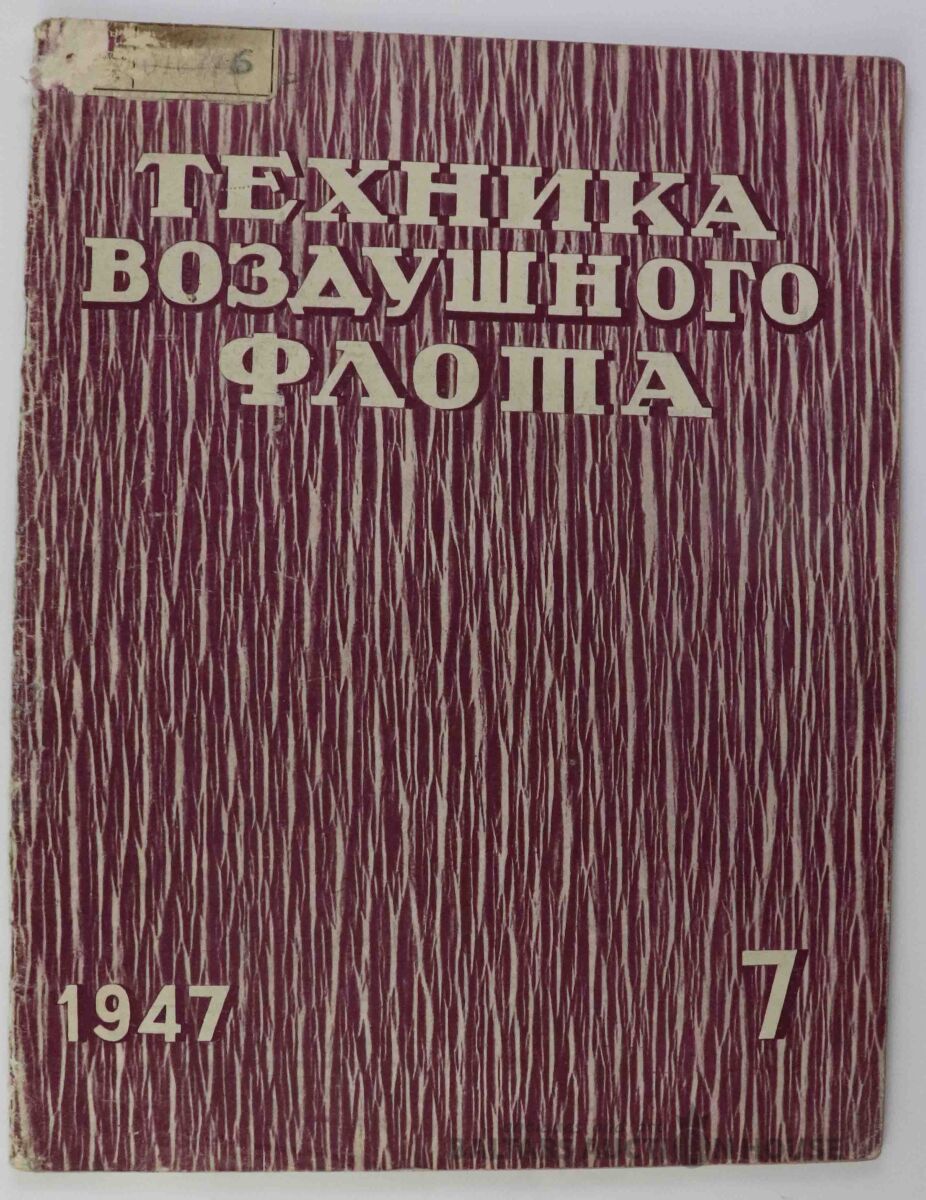 ТЕХНИКА
ВОЗДУШНОГО
ФЛОТА
1947
7